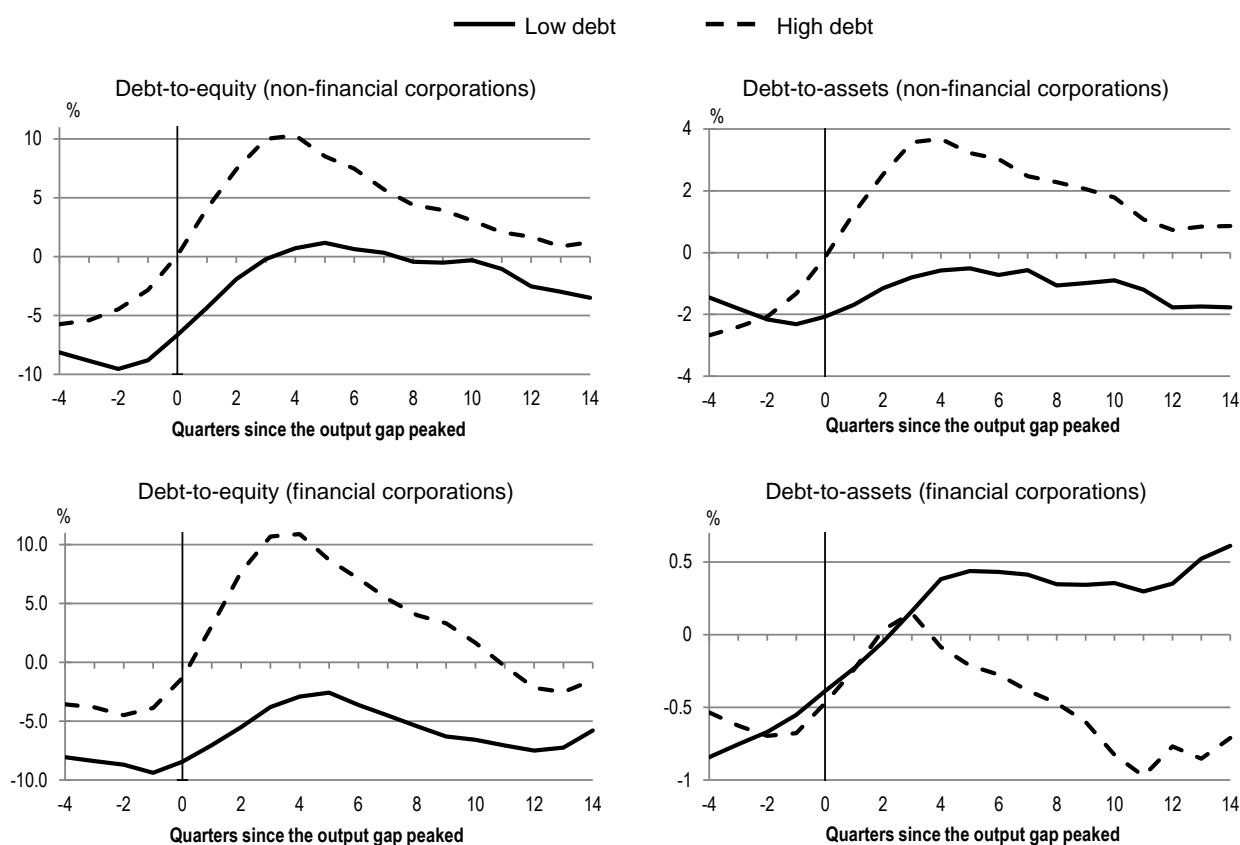 Low debt
High debt
Debt-to-equity (non-financial corporations)
%
10
5
0
-5
-10
-4 -2 0 2 4 6 8 10 12 14
Quarters since the output gap peaked
Debt-to-assets (non-financial corporations)
%
4
2
0
-2
-4
-4 -2 0 2 4 6 8 10 12 14
Quarters since the output gap peaked
Debt-to-equity (financial corporations)
%
10.0
5.0
0.0
-5.0
-10.0
-4 -2 0 2 4 6 8 10 12 14
Quarters since the output gap peaked
Debt-to-assets (financial corporations)
%
0.5
0
-0.5
-1
-4 -2 0 2 4 6 8 10 12 14
Quarters since the output gap peaked